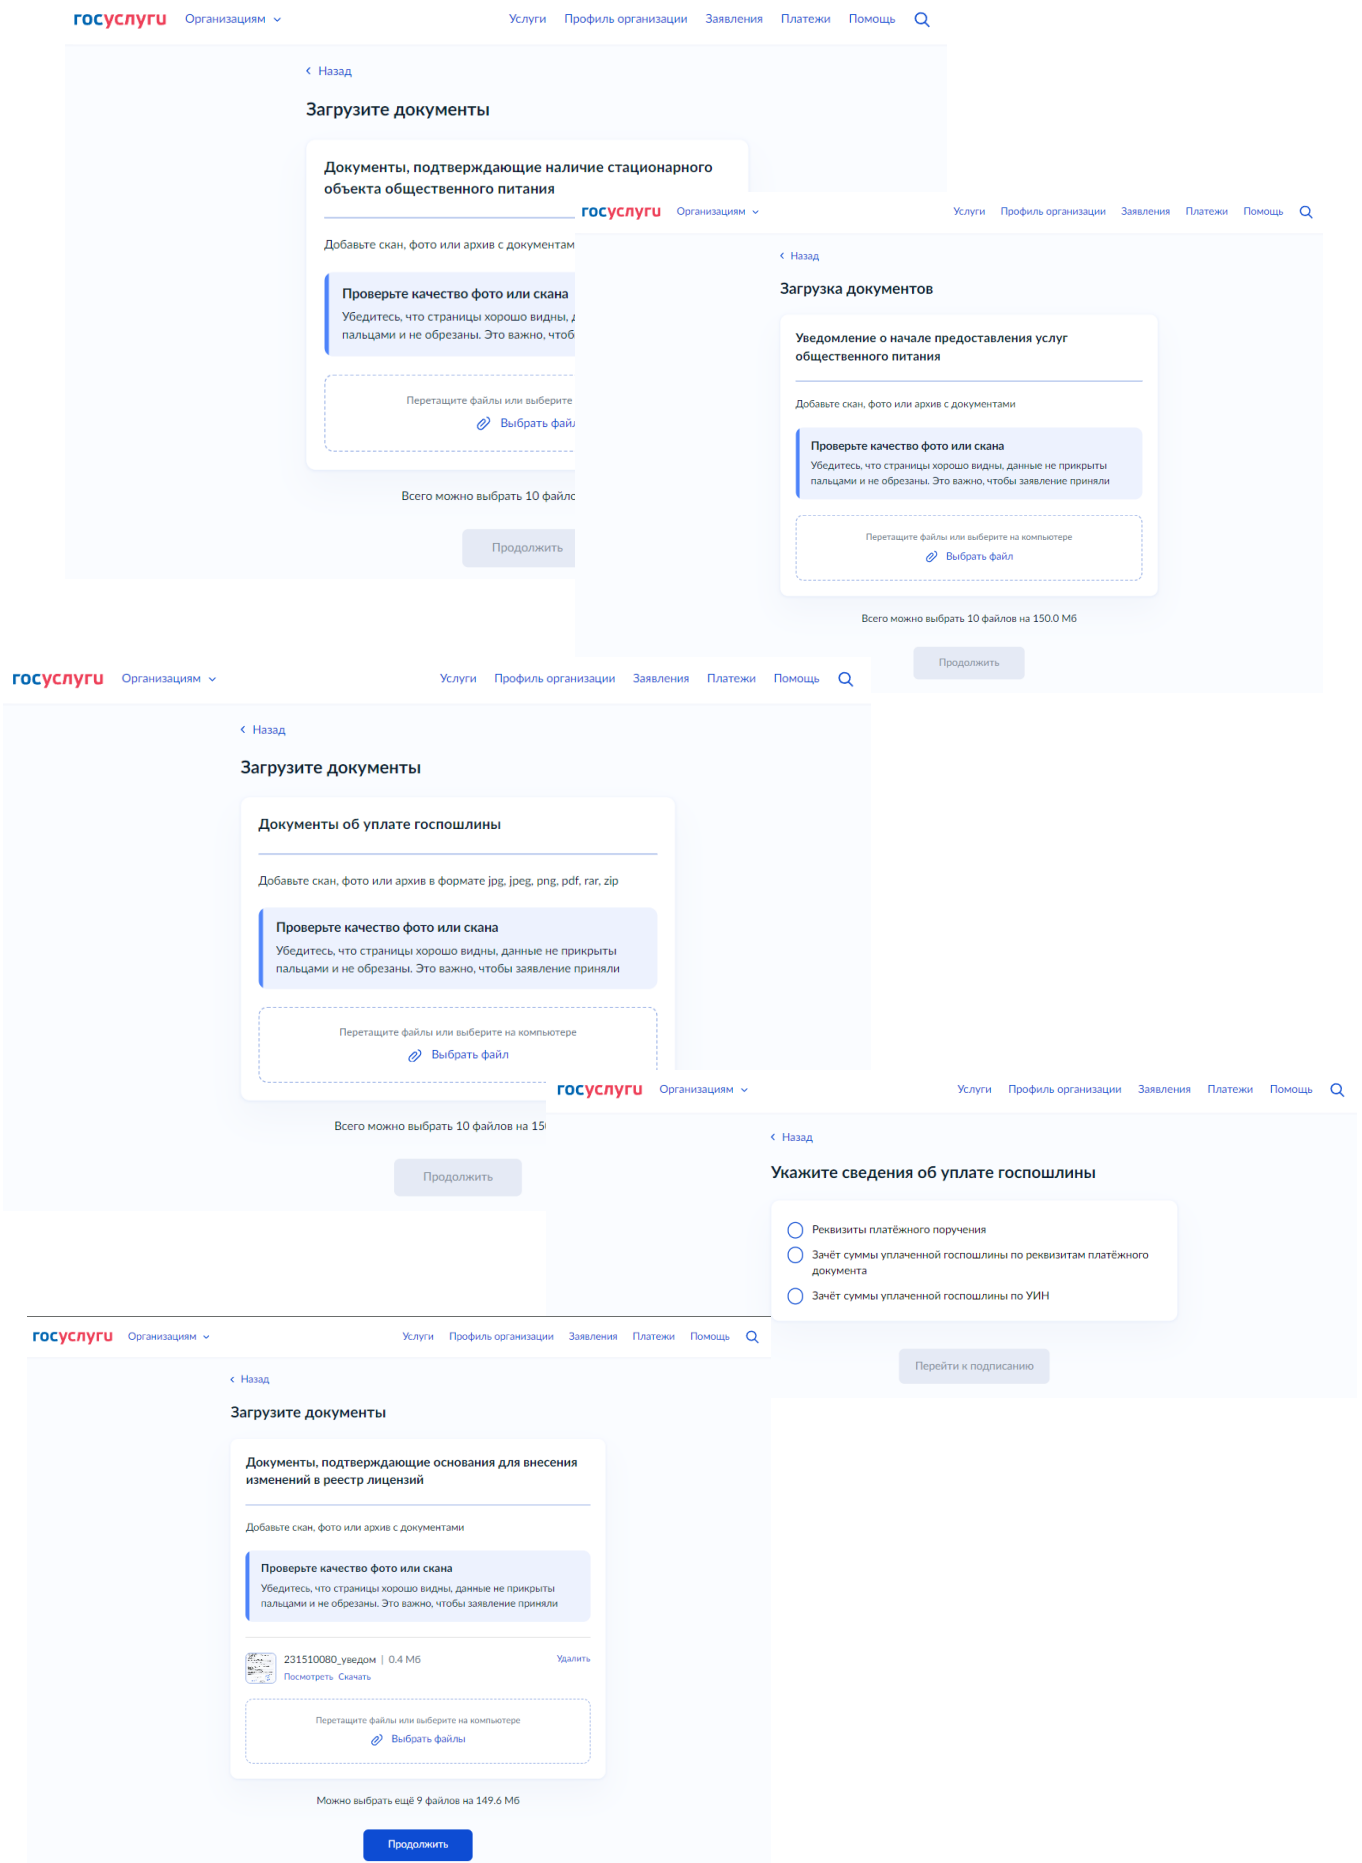 госуслуги Организациям Услуги Профиль организации Заявления Платежи Помощь
Назад
Загрузите документы
Документы, подтверждающие наличие стационарного
объекта общественного питания
Добавьте скан, фото или архив с документам
Проверьте качество фото или скана
Убедитесь, что страницы хорошо видны,
пальцами и не обрезаны. Это важно, чтоб
Перетащите файлы или выберите
Выбрать файл
Всего можно выбрать 10 файло
Продолжить
госуслуги Организациям Услуги Профиль организации Заявления Платежи Помощь
Назад
Загрузка документов
Уведомление о начале предоставления услуг
общественного питания
Добавьте скан, фото или архив с документами
Проверьте качество фото или скана
Убедитесь, что страницы хорошо видны, данные не прикрыты
пальцами и не обрезаны. Это важно, чтобы заявление приняли
Перетащите файлы или выберите на компьютере
Выбрать файл
Всего можно выбрать 10 файлов на 150.0 Мб
Продолжить
госуслуги Организациям Услуги Профиль организации Заявления Платежи Помощь
Назад
Загрузите документы
Документы об уплате госпошлины
Добавьте скан, фото или архив в формате jpg, jpeg, png, pdf, rar, zip
Проверьте качество фото или скана
Убедитесь, что страницы хорошо видны, данные не прикрыты
пальцами и не обрезаны. Это важно, чтобы заявление приняли
Перетащите файлы или выберите на компьютере
Выбрать файл
Всего можно выбрать 10 файлов на 15
Продолжить
госуслуги Организациям Услуги Профиль организации Заявления Платежи Помощь
Назад
Укажите сведения об уплате госпошлины
Реквизиты платёжного поручения
Зачёт суммы уплаченной госпошлины по реквизитам платёжного
документа
Зачёт суммы уплаченной госпошлины по УИН
Перейти к подписанию
госуслуги Организациям Услуги Профиль организации Заявления Платежи Помощь
Назад
Загрузите документы
Документы, подтверждающие основания для внесения
изменений в реестр лицензий
Добавьте скан, фото или архив с документами
Проверьте качество фото или скана
Убедитесь, что страницы хорошо видны, данные не прикрыты
пальцами и не обрезаны. Это важно, чтобы заявление приняли
231510080_уведом | 0.4 Мб Удалить
Посмотреть Скачать
Перетащите файлы или выберите на компьютере
Выбрать файлы
Можно выбрать ещё 9 файлов на 149.6 Мб
Продолжить